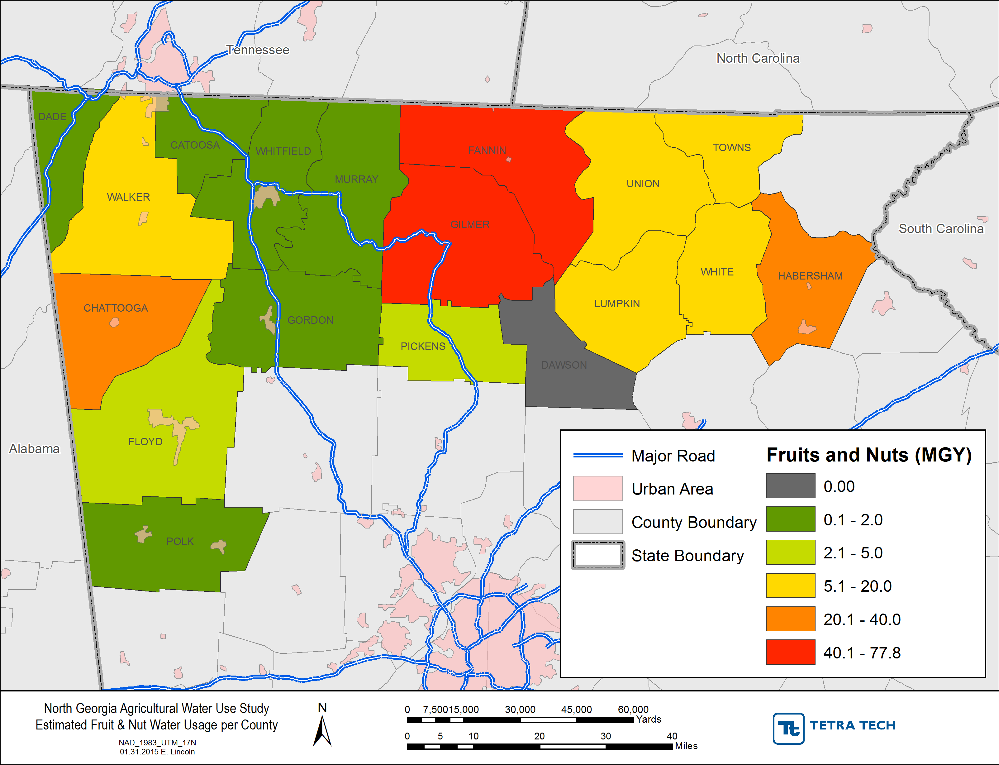 Tennessee
North Carolina
DADE
CATOOSA
WHITFIELD
FANNIN
TOWNS
MURRAY
UNION
WALKER
GILMER
South Carolina
WHITE
HABERSHAM
LUMPKIN
CHATTOOGA
GORDON
PICKENS
DAWSON
FLOYD
Alabama
POLK
Major Road
Urban Area
County Boundary
State Boundary
Fruits and Nuts (MGY)
0.00
0.1 - 2.0
2.1 - 5.0
5.1 - 20.0
20.1 - 40.0
40.1 - 77.8
North Georgia Agricultural Water Use Study
Estimated Fruit & Nut Water Usage per County
NAD_1983_UTM_17N
01.31.2015 E. Lincoln
N
0 7,500 15,000 30,000 45,000 60,000
Yards
0 5 10 20 30 40
Miles
Tt TETRA TECH